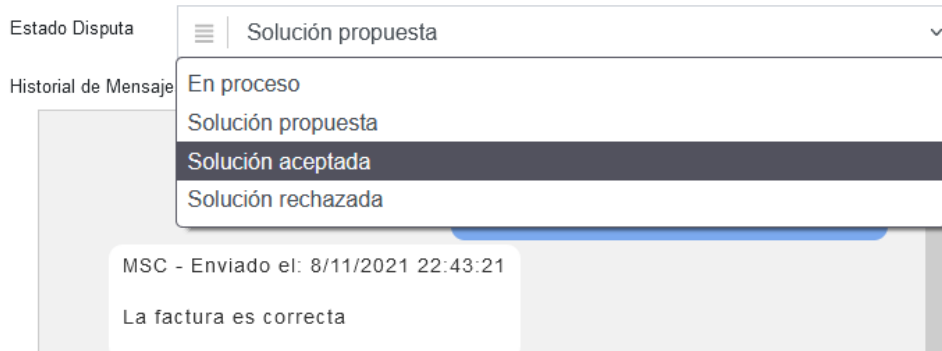 Estado Disputa
Solución propuesta
Historial de Mensaje
En proceso
Solución propuesta
Solución aceptada
Solución rechazada
MSC - Enviado el: 8/11/2021 22:43:21
La factura es correcta